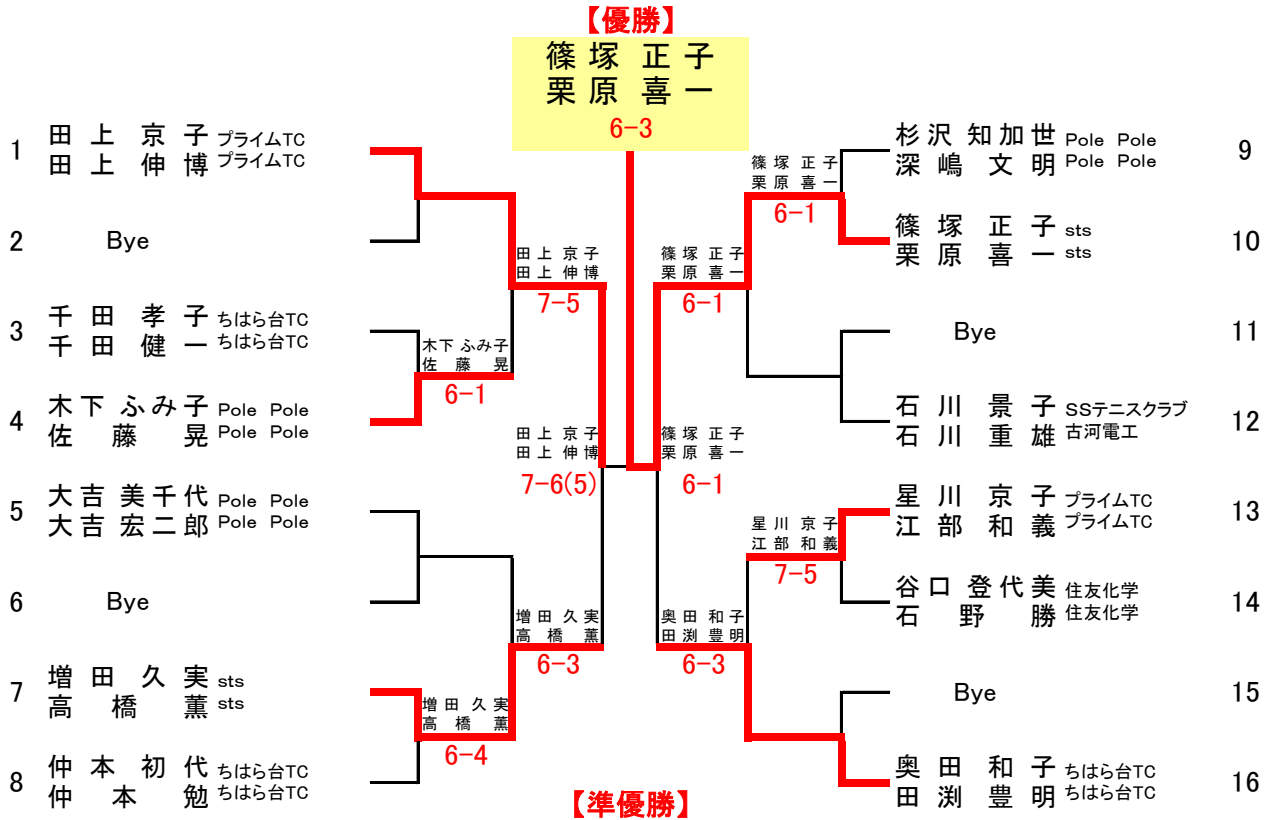 【優勝】
篠塚 正子
栗原 喜一
6-3
1 田上 京子 プライムTC
田上 伸博 プライムTC
2 Bye
3 千田 孝子 ちはら台TC
千田 健一 ちはら台TC
4 木下 ふみ子 Pole Pole
佐藤 晃 Pole Pole
5 大吉 美千代 Pole Pole
大吉 宏二郎 Pole Pole
6 Bye
7 増田 久実 sts
高橋 薫 sts
8 仲本 初代 ちはら台TC
仲本 勉 ちはら台TC
木下 ふみ子
佐藤 晃
6-1
増田 久実
高橋 薫
6-4
田上 京子
田上 伸博
7-5
増田 久実
高橋 薫
6-3
田上 京子
田上 伸博
7-6(5)
篠塚 正子
栗原 喜一
6-1
篠塚 正子
栗原 喜一
6-1
奥田 和子
田渕 豊明
6-3
篠塚 正子
栗原 喜一
6-1
星川 京子
江部 和義
7-5
杉沢 知加世 Pole Pole 9
深嶋 文明 Pole Pole
篠塚 正子 sts 10
栗原 喜一 sts
Bye 11
石川 景子 SSテニスクラブ 12
石川 重雄 古河電工
星川 京子 プライムTC 13
江部 和義 プライムTC
谷口 登代美 住友化学 14
石野 勝 住友化学
Bye 15
奥田 和子 ちはら台TC 16
田渕 豊明 ちはら台TC
【準優勝】